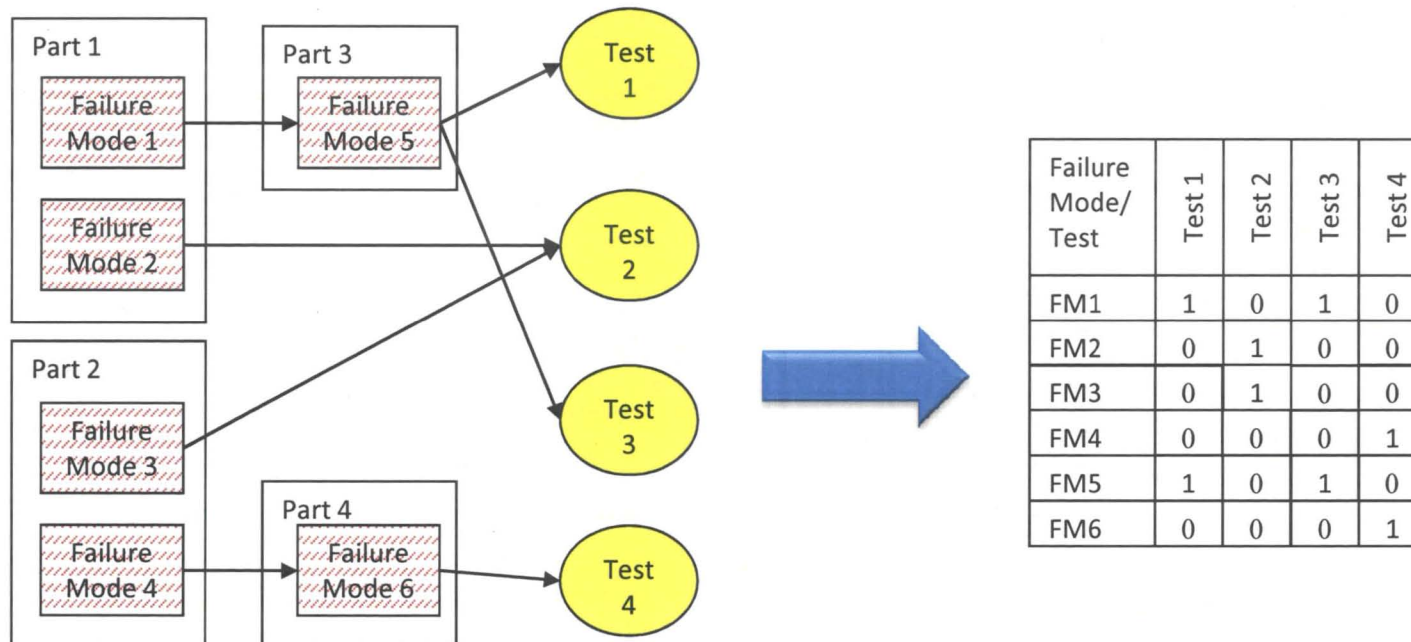 Part 1
Failure
Mode 1
Failure
Mode 2
Part 3
Failure
Mode 5
Part 2
Failure
Mode 3
Failure
Mode 4
Part 4
Failure
Mode 6
Test
1
Test
2
Test
3
Test
4
Failure
Mode/
Test
Test 1
Test 2
Test 3
Test 4
FM1 1 0 1 0
FM2 0 1 0 0
FM3 0 1 0 0
FM4 0 0 0 1
FM5 1 0 1 0
FM6 0 0 0 1